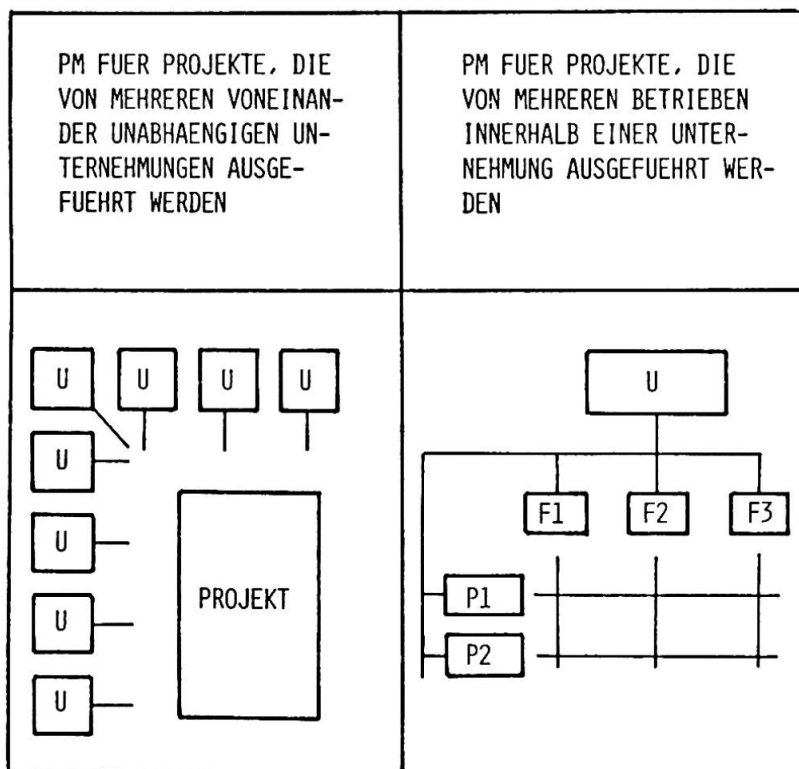 PM FUER PROJEKTE, DIE
VON MEHREREN VONEINAN-
DER UNABHAENGIGEN UN-
TERNEHMUNGEN AUSGE-
FUEHRT WERDEN
PM FUER PROJEKTE, DIE
VON MEHREREN BETRIEBEN
INNERHALB EINER UNTER-
NEHMUNG AUSGEFUEHRT WER-
DEN
U U U U
U
U
U
U
PROJEKT
U
F1 F2 F3
P1
P2